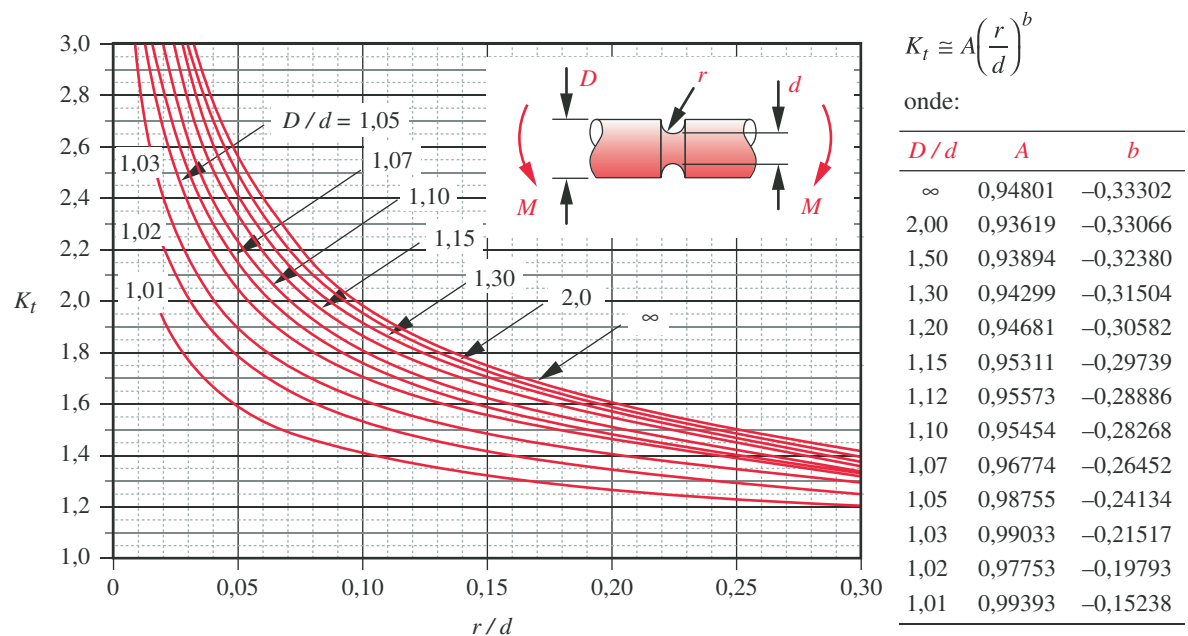 3,0
2,8
2,6
2,4
2,2
2,0
1,8
1,6
1,4
1,2
1,0
K_t
0 0,05 0,10 0,15 0,20 0,25 0,30
r / d
D / d = 1,05
1,03
1,07
1,10
1,02
1,15
1,01
1,30
2,0
∞
D r d
M M
K_t ≅ A(r/d)^b
onde:
D / d A b
∞ 0,94801 –0,33302
2,00 0,93619 –0,33066
1,50 0,93894 –0,32380
1,30 0,94299 –0,31504
1,20 0,94681 –0,30582
1,15 0,95311 –0,29739
1,12 0,95573 –0,28886
1,10 0,95454 –0,28268
1,07 0,96774 –0,26452
1,05 0,98755 –0,24134
1,03 0,99033 –0,21517
1,02 0,97753 –0,19793
1,01 0,99393 –0,15238